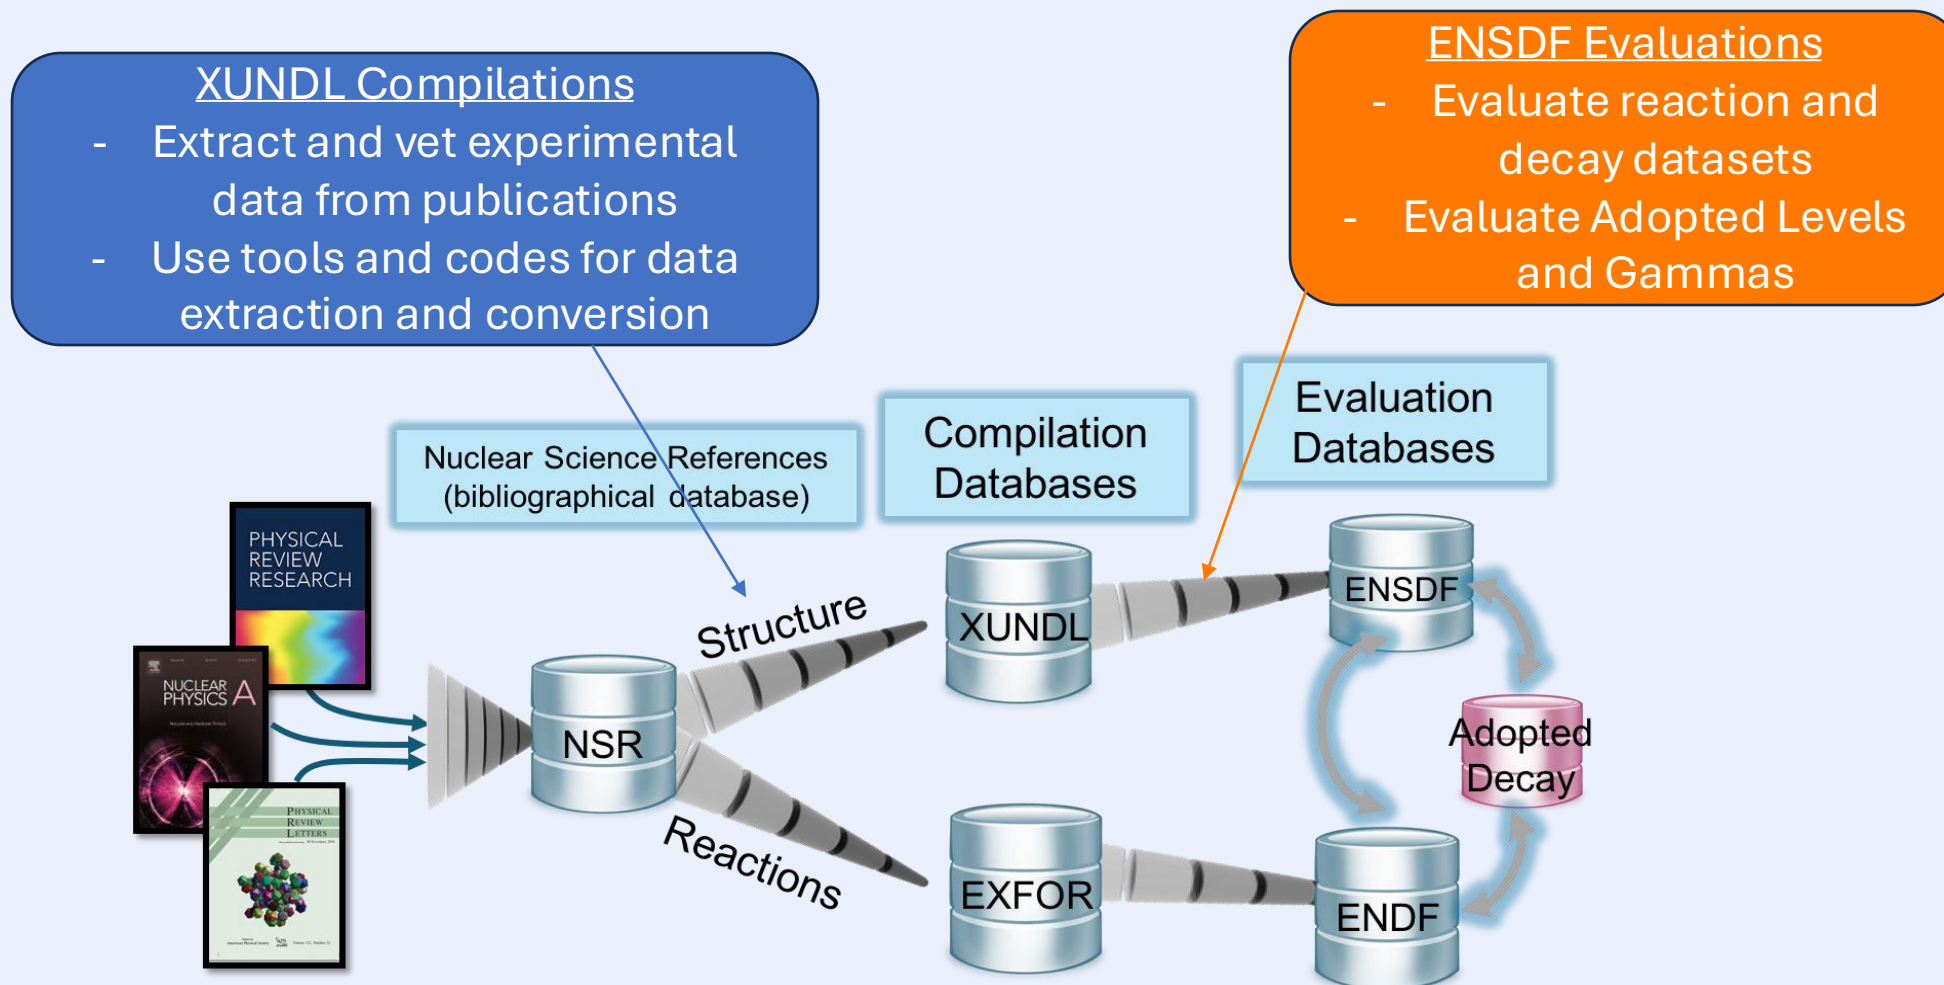 XUNDL Compilations
- Extract and vet experimental
data from publications
- Use tools and codes for data
extraction and conversion
ENSDF Evaluations
- Evaluate reaction and
decay datasets
- Evaluate Adopted Levels
and Gammas
Nuclear Science References
(bibliographical database)
Compilation
Databases
Evaluation
Databases
PHYSICAL
REVIEW
RESEARCH
NUCLEAR
PHYSICS A
PHYSICAL
REVIEW
LETTERS
NSR
Structure
Reactions
XUNDL
EXFOR
ENSDF
ENDF
Adopted
Decay